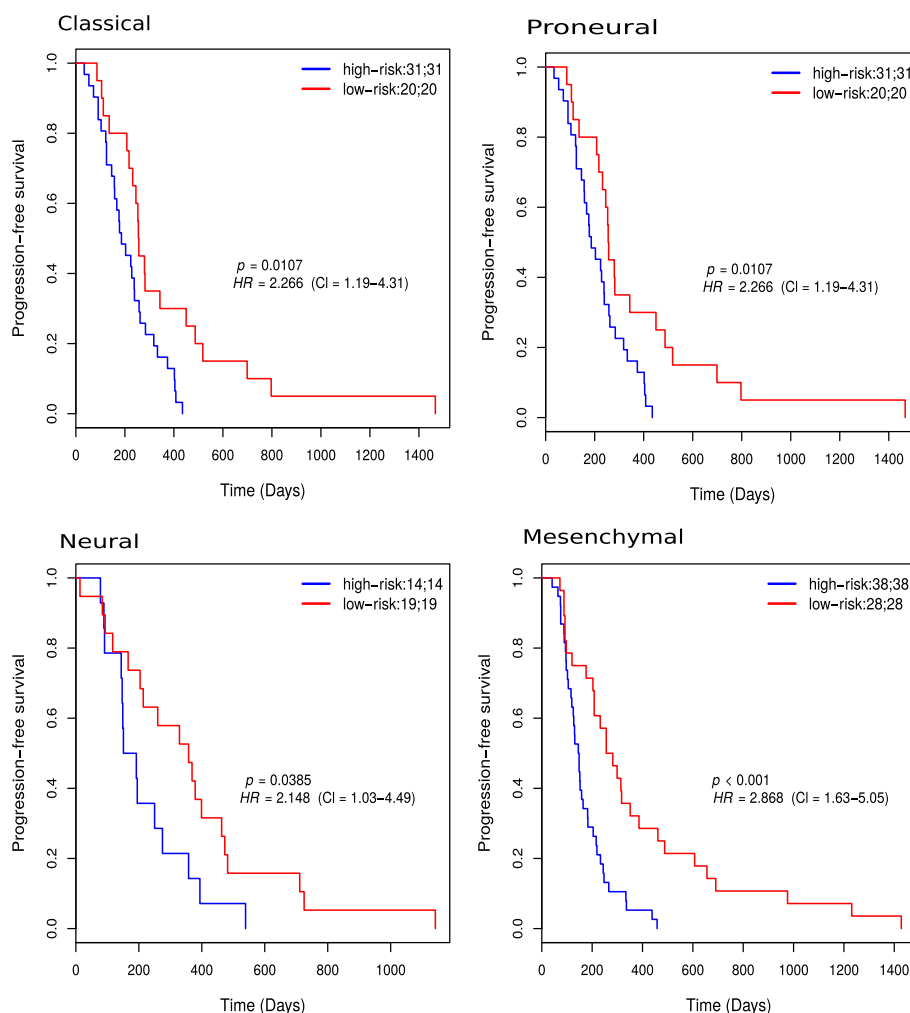 Classical
high−risk:31;31
low−risk:20;20
p = 0.0107
HR = 2.266 (CI = 1.19−4.31)
Progression−free survival
0.0 0.2 0.4 0.6 0.8 1.0
0 200 400 600 800 1000 1200 1400
Time (Days)
Proneural
high−risk:31;31
low−risk:20;20
p = 0.0107
HR = 2.266 (CI = 1.19−4.31)
Progression−free survival
0.0 0.2 0.4 0.6 0.8 1.0
0 200 400 600 800 1000 1200 1400
Time (Days)
Neural
high−risk:14;14
low−risk:19;19
p = 0.0385
HR = 2.148 (CI = 1.03−4.49)
Progression−free survival
0.0 0.2 0.4 0.6 0.8 1.0
0 200 400 600 800 1000
Time (Days)
Mesenchymal
high−risk:38;38
low−risk:28;28
p < 0.001
HR = 2.868 (CI = 1.63−5.05)
Progression−free survival
0.0 0.2 0.4 0.6 0.8 1.0
0 200 400 600 800 1000 1200 1400
Time (Days)